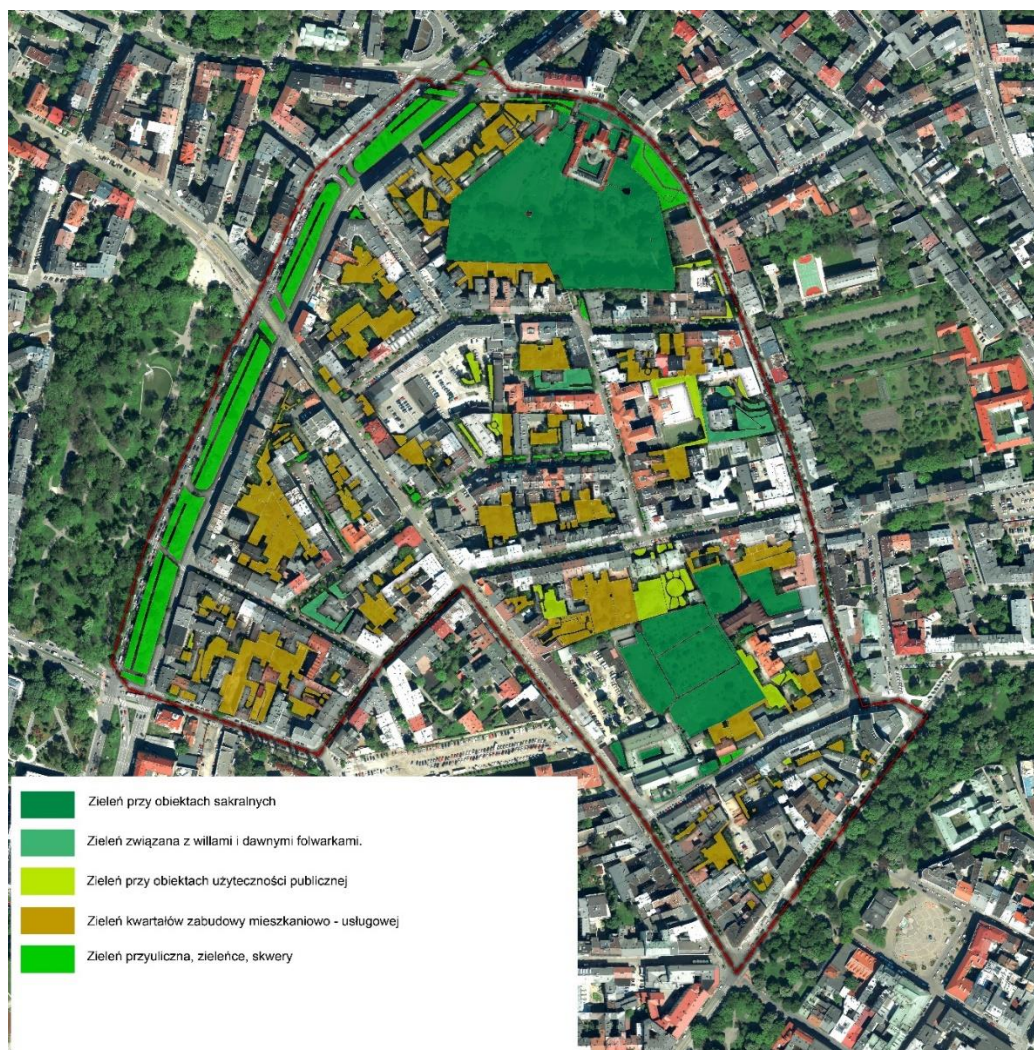 Zieleń przy obiektach sakralnych
Zieleń związana z willami i dawnymi folwarkami.
Zieleń przy obiektach użyteczności publicznej
Zieleń kwartałów zabudowy mieszkaniowo - usługowej
Zieleń przyuliczna, zieleńce, skwery